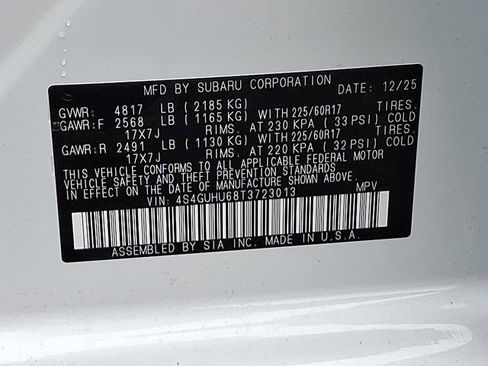 MFD BY SUBARU CORPORATION DATE: 12/25
GVWR: 4817 LB ( 2185 KG)
GAWR:F 2568 LB ( 1165 KG) WITH 225/60R17 TIRES.
17X7J RIMS. AT 230 KPA ( 33 PSI) COLD
GAWR:R 2491 LB ( 1130 KG) WITH 225/60R17 TIRES.
17X7J RIMS. AT 220 KPA ( 32 PSI) COLD
THIS VEHICLE CONFORMS TO ALL APPLICABLE FEDERAL MOTOR
VEHICLE SAFETY AND THEFT PREVENTION STANDARDS
IN EFFECT ON THE DATE OF MANUFACTURE SHOWN ABOVE.
VIN: 4S4GUHU68T3723013 MPV
ASSEMBLED BY SIA INC. MADE IN U.S.A.